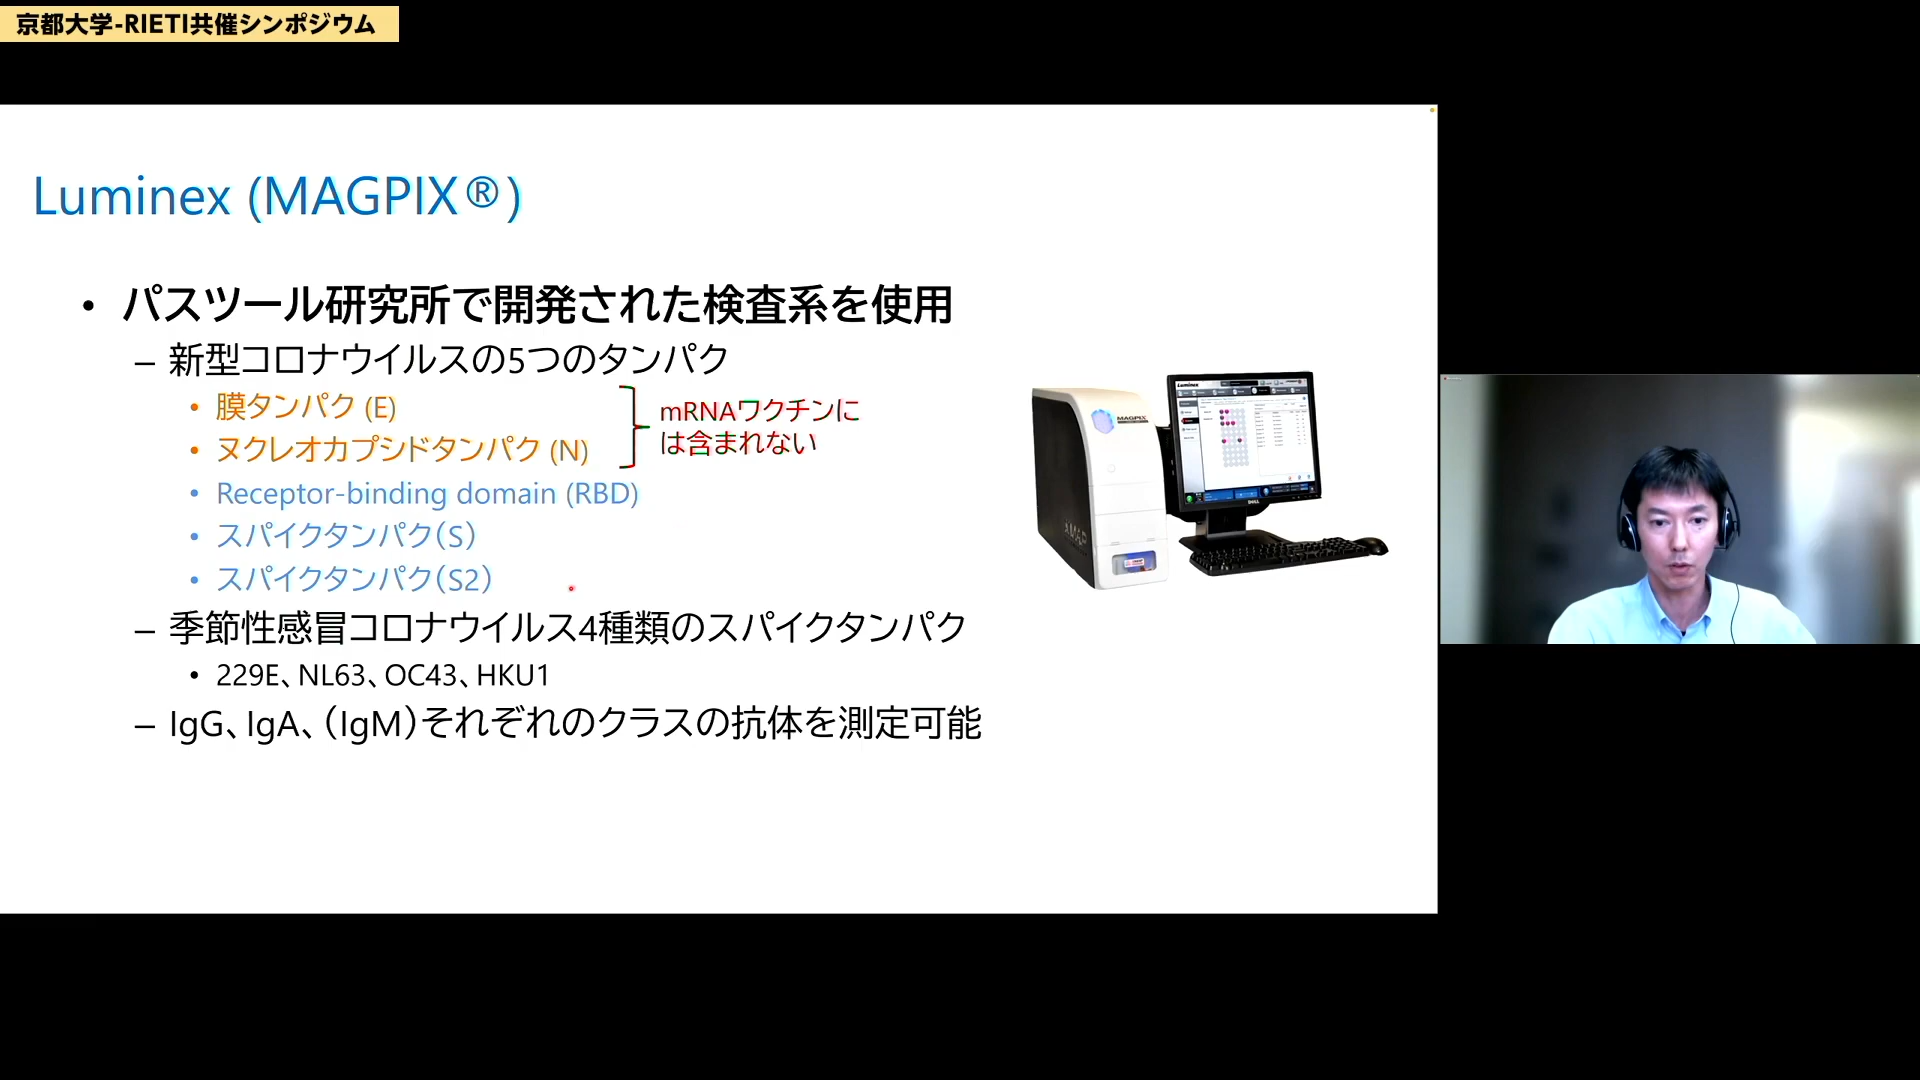 京都大学-RIETI共催シンポジウム
Luminex (MAGPIX®)
• パスツール研究所で開発された検査系を使用
– 新型コロナウイルスの5つのタンパク
• 膜タンパク (E)
• ヌクレオカプシドタンパク (N)
mRNAワクチンに
は含まれない
• Receptor-binding domain (RBD)
• スパイクタンパク（S）
• スパイクタンパク（S2）
– 季節性感冒コロナウイルス4種類のスパイクタンパク
• 229E、NL63、OC43、HKU1
– IgG、IgA、（IgM）それぞれのクラスの抗体を測定可能
MAGPIX
Luminex
DELL